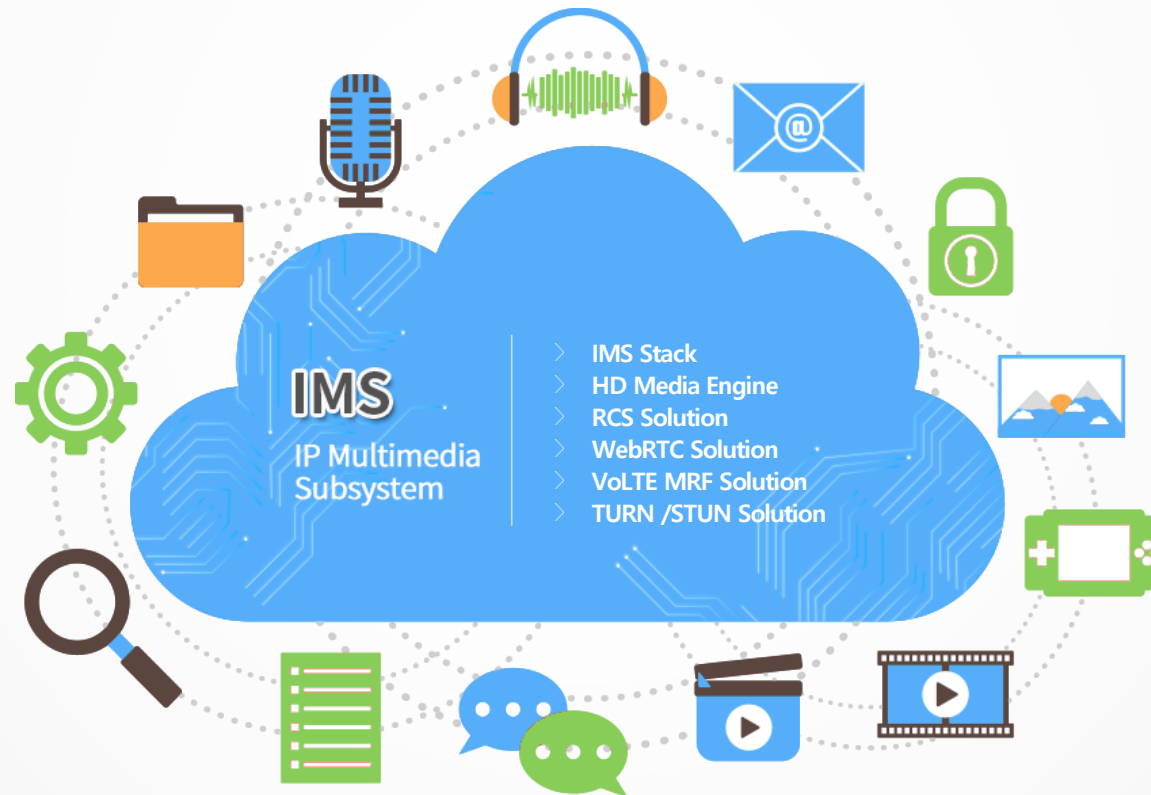 IMS
IP Multimedia
Subsystem
IMS Stack
HD Media Engine
RCS Solution
WebRTC Solution
VoLTE MRF Solution
TURN /STUN Solution
@